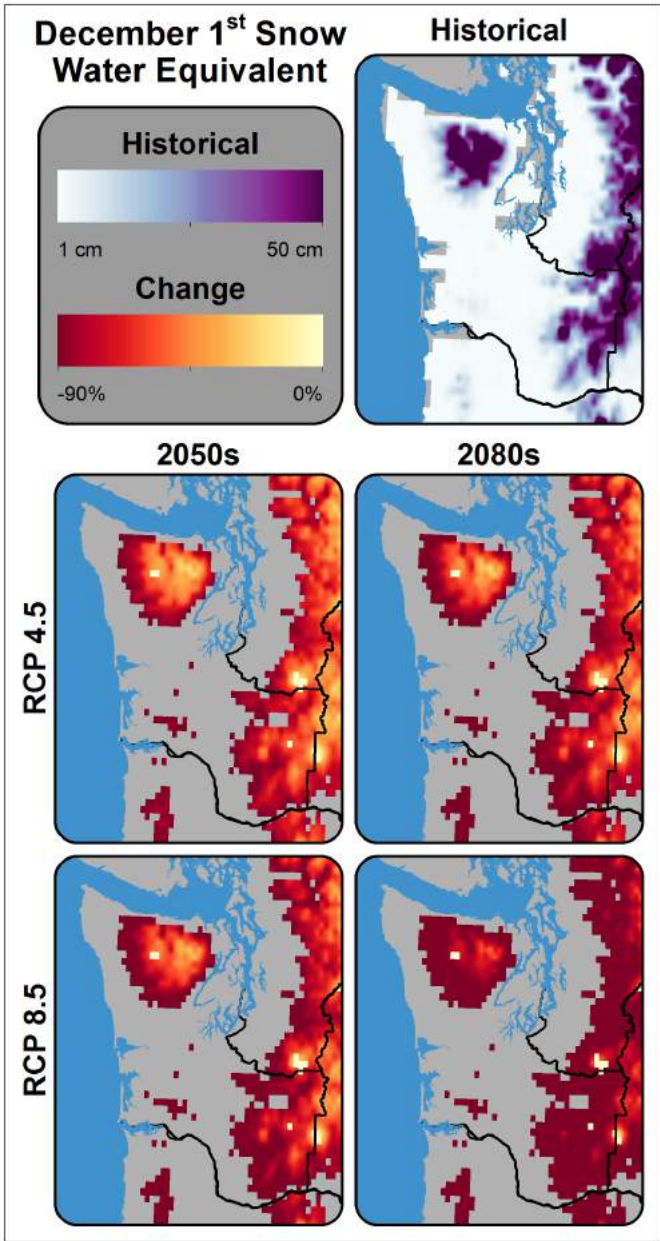 December 1st Snow
Water Equivalent
Historical
1 cm 50 cm
Change
-90% 0%
Historical
2050s 2080s
RCP 4.5
RCP 8.5